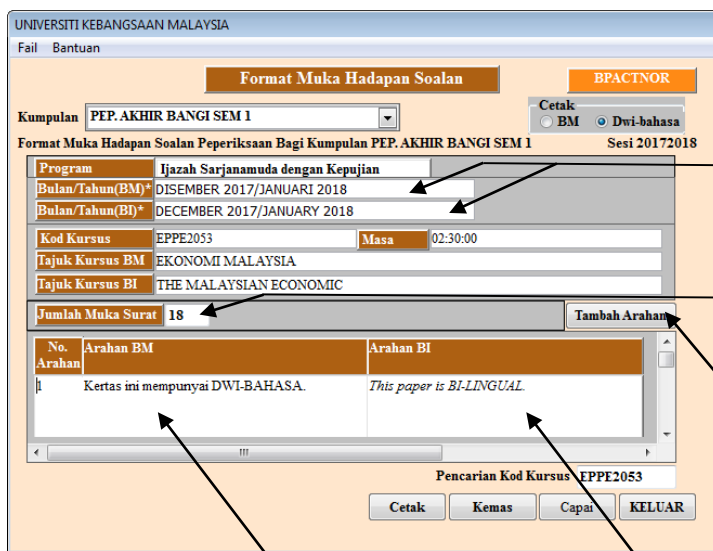 UNIVERSITI KEBANGSAAN MALAYSIA
Fail Bantuan
Format Muka Hadapan Soalan
BPACTNOR
Kumpulan PEP. AKHIR BANGI SEM 1
Cetak
BM Dwi-bahasa
Format Muka Hadapan Soalan Peperiksaan Bagi Kumpulan PEP. AKHIR BANGI SEM 1 Sesi 20172018
Program Ijazah Sarjanamuda dengan Kepujian
Bulan/Tahun(BM)* DISEMBER 2017/JANUARI 2018
Bulan/Tahun(BI)* DECEMBER 2017/JANUARY 2018
Kod Kursus EPPE2053 Masa 02:30:00
Tajuk Kursus BM EKONOMI MALAYSIA
Tajuk Kursus BI THE MALAYSIAN ECONOMIC
Jumlah Muka Surat 18 Tambah Arahan
No. Arahan Arahan BM Arahan BI
1 Kertas ini mempunyai DWI-BAHASA. This paper is BI-LINGUAL.
Pencarian Kod Kursus EPPE2053
Cetak Kemas Capai KELUAR